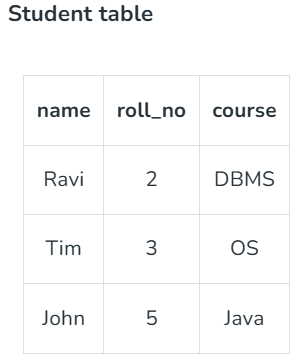 Student table
name roll_no course
Ravi 2 DBMS
Tim 3 OS
John 5 Java